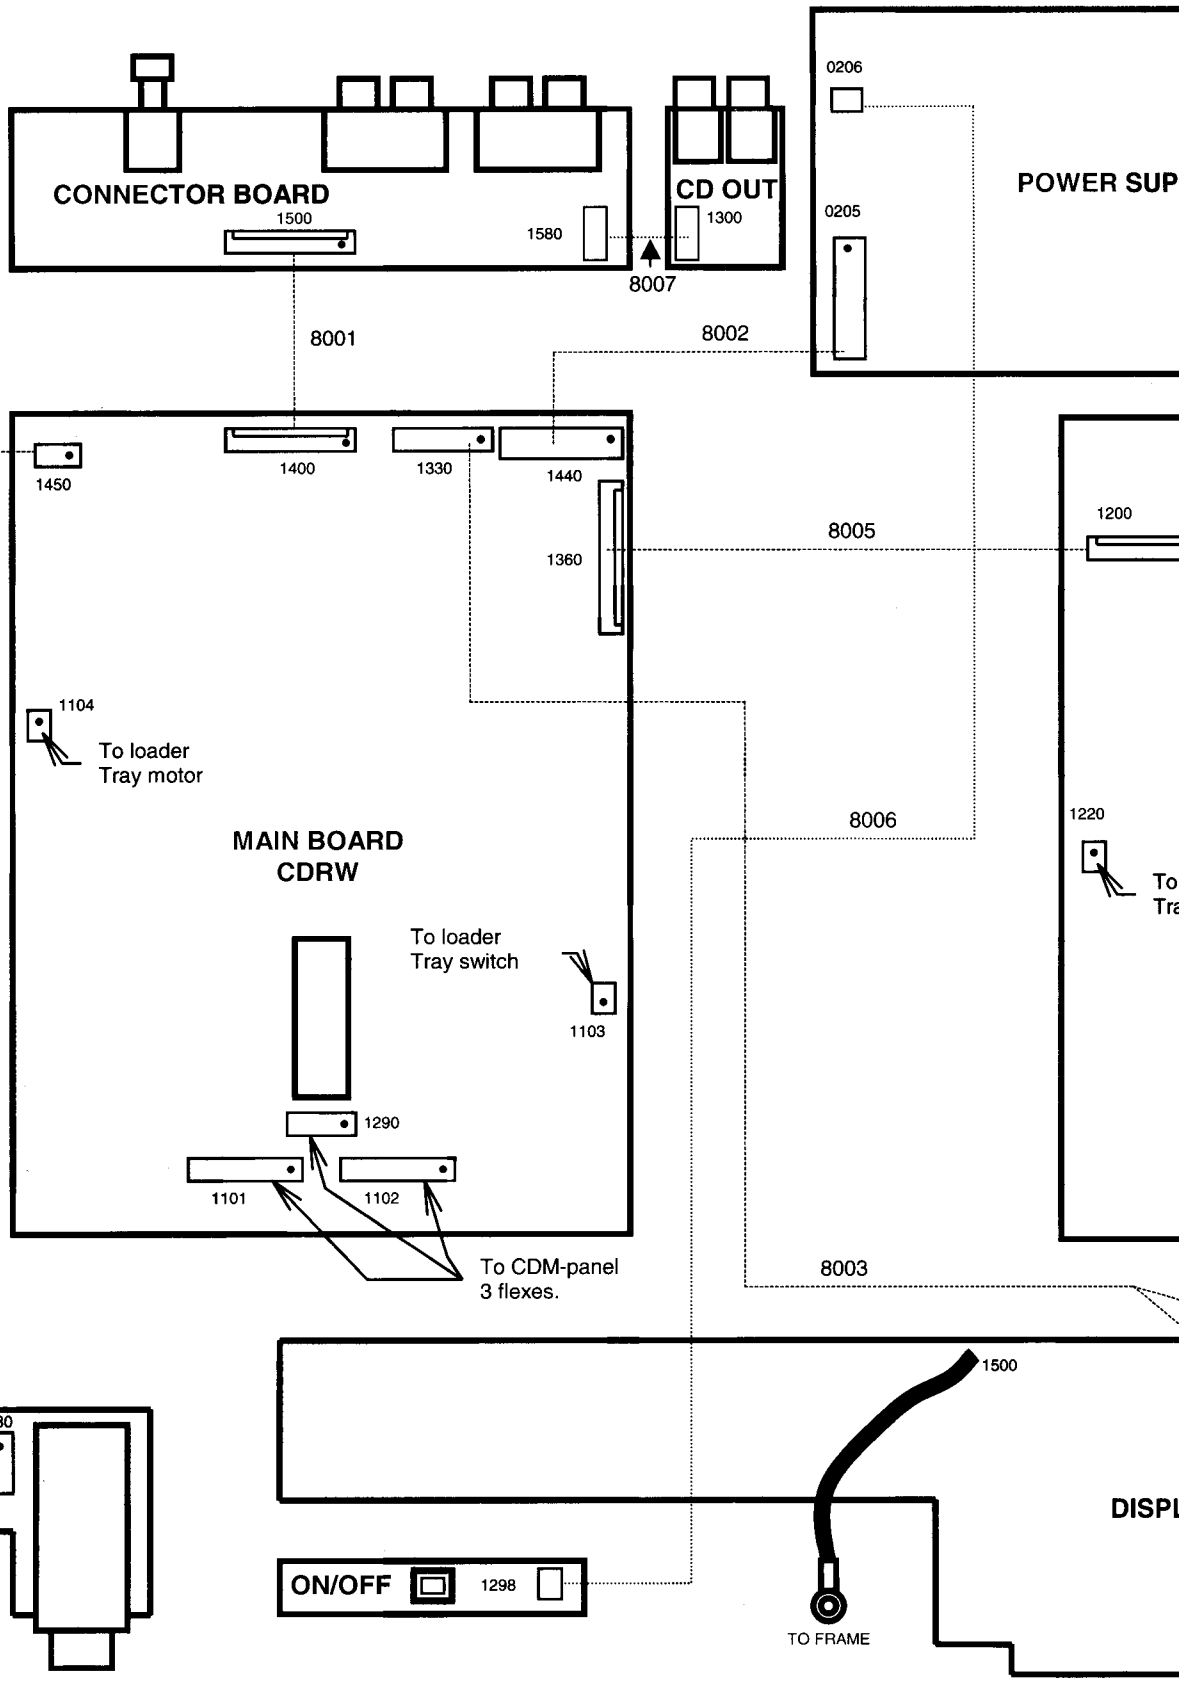 0206
POWER SUP
CONNECTOR BOARD
1500
1580
CD OUT
1300
0205
8007
8001
8002
1450
1400
1330
1440
1360
8005
1200
1104
To loader
Tray motor
MAIN BOARD
CDRW
8006
1220
To
Tra
To loader
Tray switch
1103
1290
1101
1102
To CDM-panel
3 flexes.
8003
1500
30
DISPL
ON/OFF
1298
TO FRAME